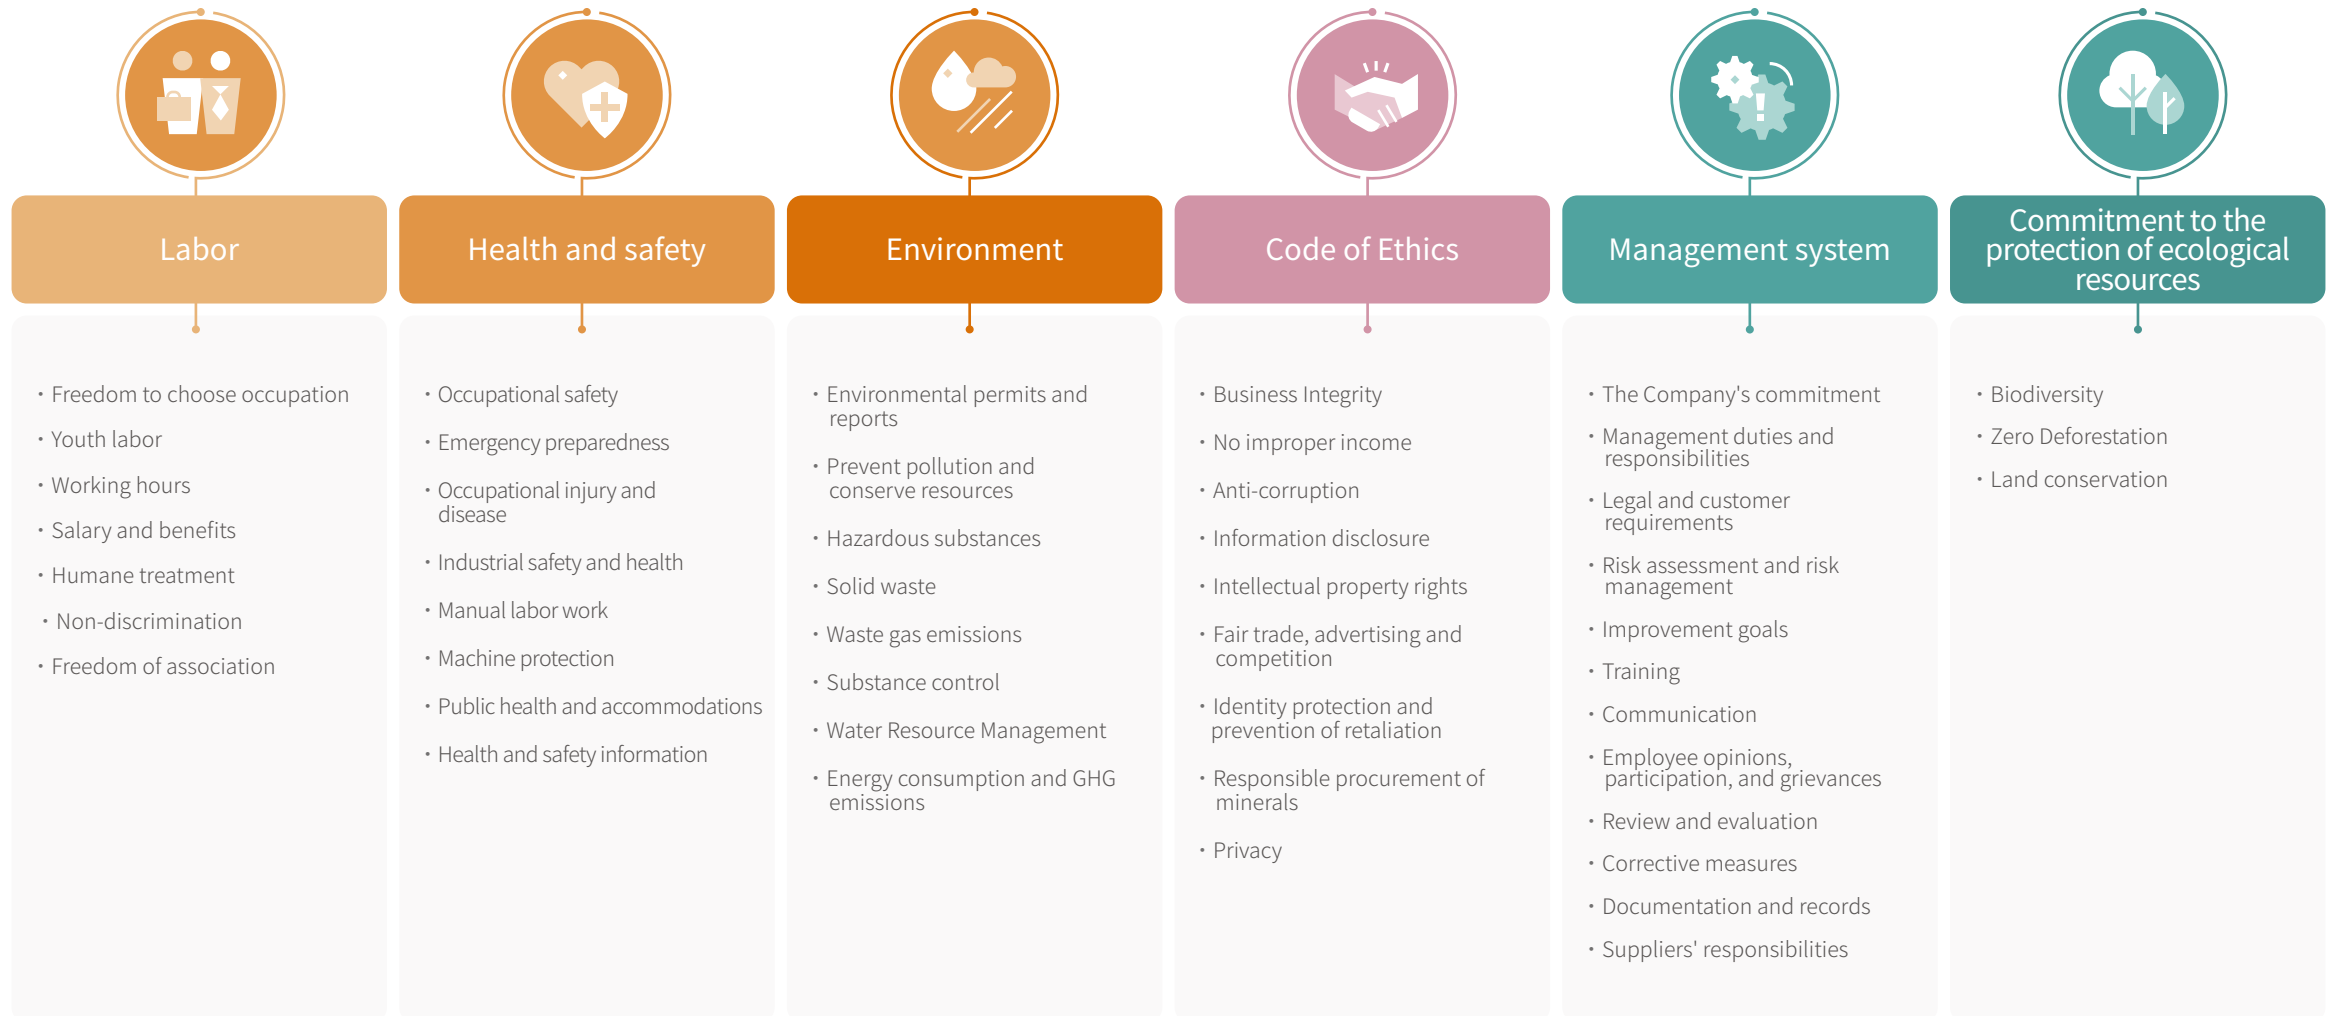 Labor
・Freedom to choose occupation
・Youth labor
・Working hours
・Salary and benefits
・Humane treatment
・Non-discrimination
・Freedom of association
Health and safety
・Occupational safety
・Emergency preparedness
・Occupational injury and
disease
・Industrial safety and health
・Manual labor work
・Machine protection
・Public health and accommodations
・Health and safety information
Environment
・Environmental permits and
reports
・Prevent pollution and
conserve resources
・Hazardous substances
・Solid waste
・Waste gas emissions
・Substance control
・Water Resource Management
・Energy consumption and GHG
emissions
Code of Ethics
・Business Integrity
・No improper income
・Anti-corruption
・Information disclosure
・Intellectual property rights
・Fair trade, advertising and
competition
・Identity protection and
prevention of retaliation
・Responsible procurement of
minerals
・Privacy
Management system
・The Company's commitment
・Management duties and
responsibilities
・Legal and customer
requirements
・Risk assessment and risk
management
・Improvement goals
・Training
・Communication
・Employee opinions,
participation, and grievances
・Review and evaluation
・Corrective measures
・Documentation and records
・Suppliers' responsibilities
Commitment to the
protection of ecological
resources
・Biodiversity
・Zero Deforestation
・Land conservation